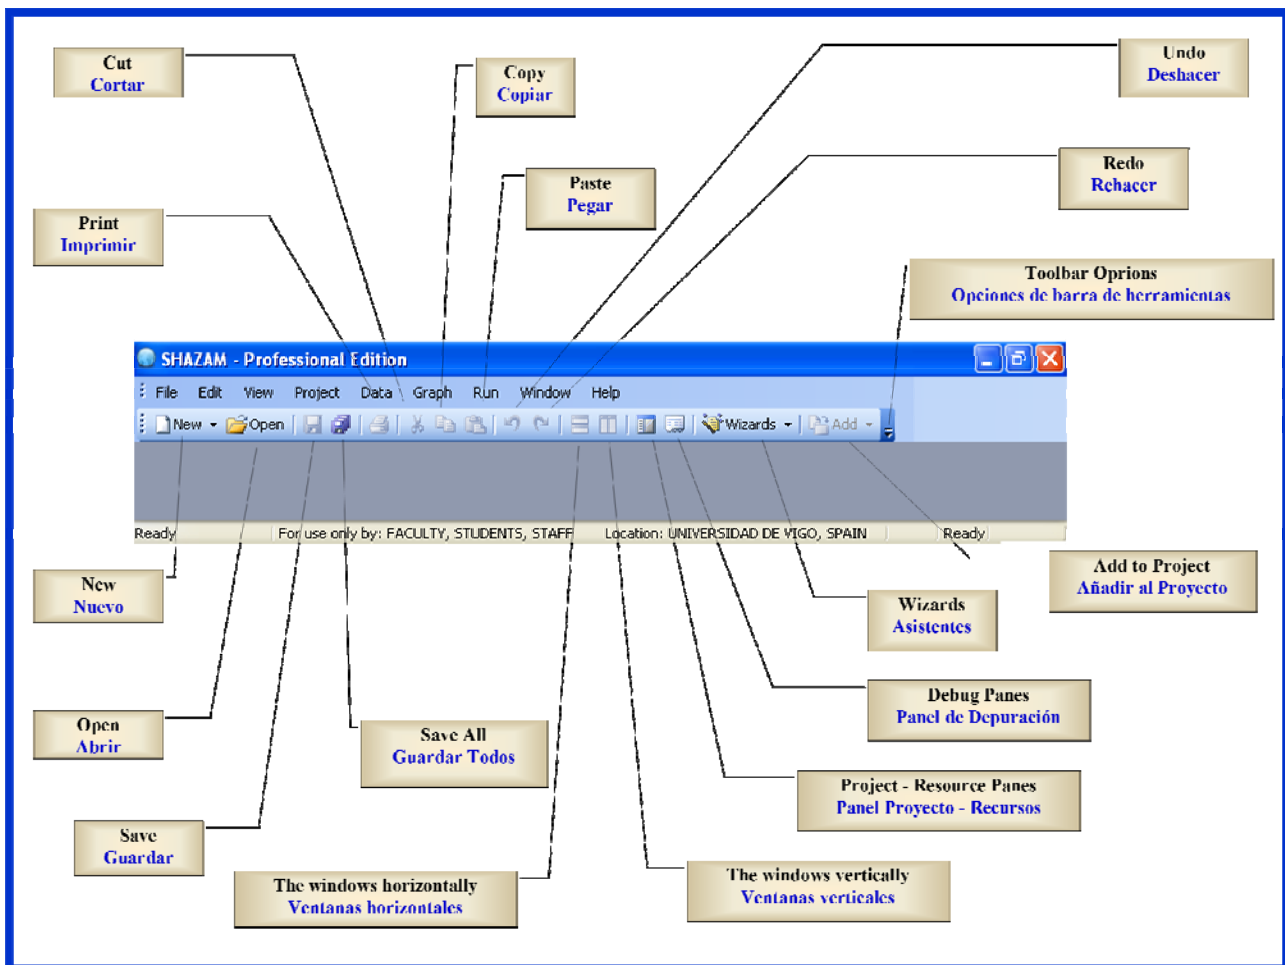 Cut
Cortar
Copy
Copiar
Undo
Deshacer
Paste
Pegar
Redo
Rehacer
Print
Imprimir
Toolbar Oprions
Opciones de barra de herramientas
SHAZAM - Professional Edition
File Edit View Project Data Graph Run Window Help
New Open Wizards Add
Ready For use only by: FACULTY, STUDENTS, STAFF Location: UNIVERSIDAD DE VIGO, SPAIN Ready
New
Nuevo
Add to Project
Añadir al Proyecto
Wizards
Asistentes
Debug Panes
Panel de Depuración
Open
Abrir
Save All
Guardar Todos
Project - Resource Panes
Panel Proyecto - Recursos
Save
Guardar
The windows horizontally
Ventanas horizontales
The windows vertically
Ventanas verticales